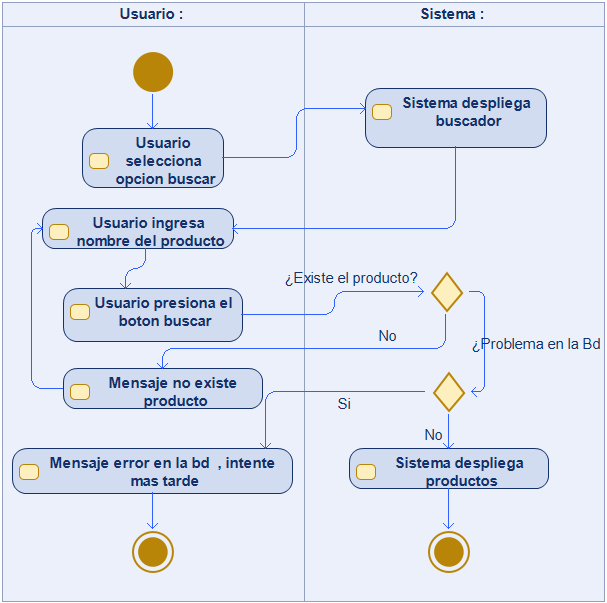 Usuario :
Sistema :
Usuario
selecciona
opcion buscar
Sistema despliega
buscador
Usuario ingresa
nombre del producto
Usuario presiona el
boton buscar
¿Existe el producto?
No
¿Problema en la Bd
Mensaje no existe
producto
Si
No
Mensaje error en la bd , intente
mas tarde
Sistema despliega
productos